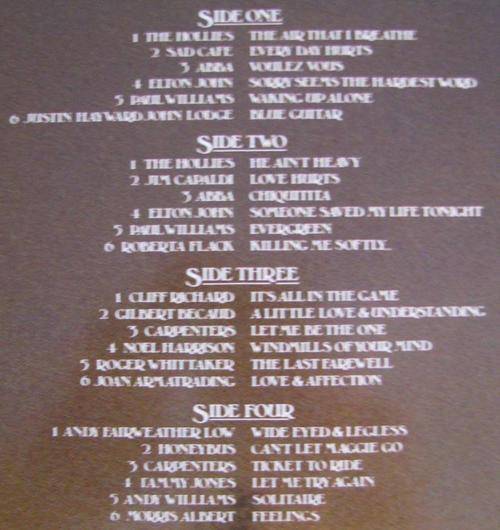 SIDE ONE
1 THE HOLLIES THE AIR THAT I BREATHE
2 SAD CAFE EVERY DAY HURTS
3 ABBA VOULEZ VOUS
4 ELTON JOHN SORRY SEEMS THE HARDEST WORD
5 PAUL WILLIAMS WAKING UP ALONE
6 JUSTIN HAYWARD JOHN LODGE BLUE GUITAR
SIDE TWO
1 THE HOLLIES HE AIN'T HEAVY
2 JIM CAPALDI LOVE HURTS
3 ABBA CHIQUITITA
4 ELTON JOHN SOMEONE SAVED MY LIFE TONIGHT
5 PAUL WILLIAMS EVERGREEN
6 ROBERTA FLACK KILLING ME SOFTLY..
SIDE THREE
1 CLIFF RICHARD IT'S ALL IN THE GAME
2 GILBERT BECAUD A LITTLE LOVE & UNDERSTANDING
3 CARPENTERS LET ME BE THE ONE
4 NOEL HARRISON WINDMILLS OF YOUR MIND
5 ROGER WHITTAKER THE LAST FAREWELL
6 JOAN ARMATRADING LOVE & AFFECTION
SIDE FOUR
1 ANDY FAIRWEATHER LOW WIDE EYED & LEGLESS
2 HONEYBUS CAN'T LET MAGGIE GO
3 CARPENTERS TICKET TO RIDE
4 TAMMY JONES LET ME TRY AGAIN
5 ANDY WILLIAMS SOLITAIRE
6 MORRIS ALBERT FEELINGS